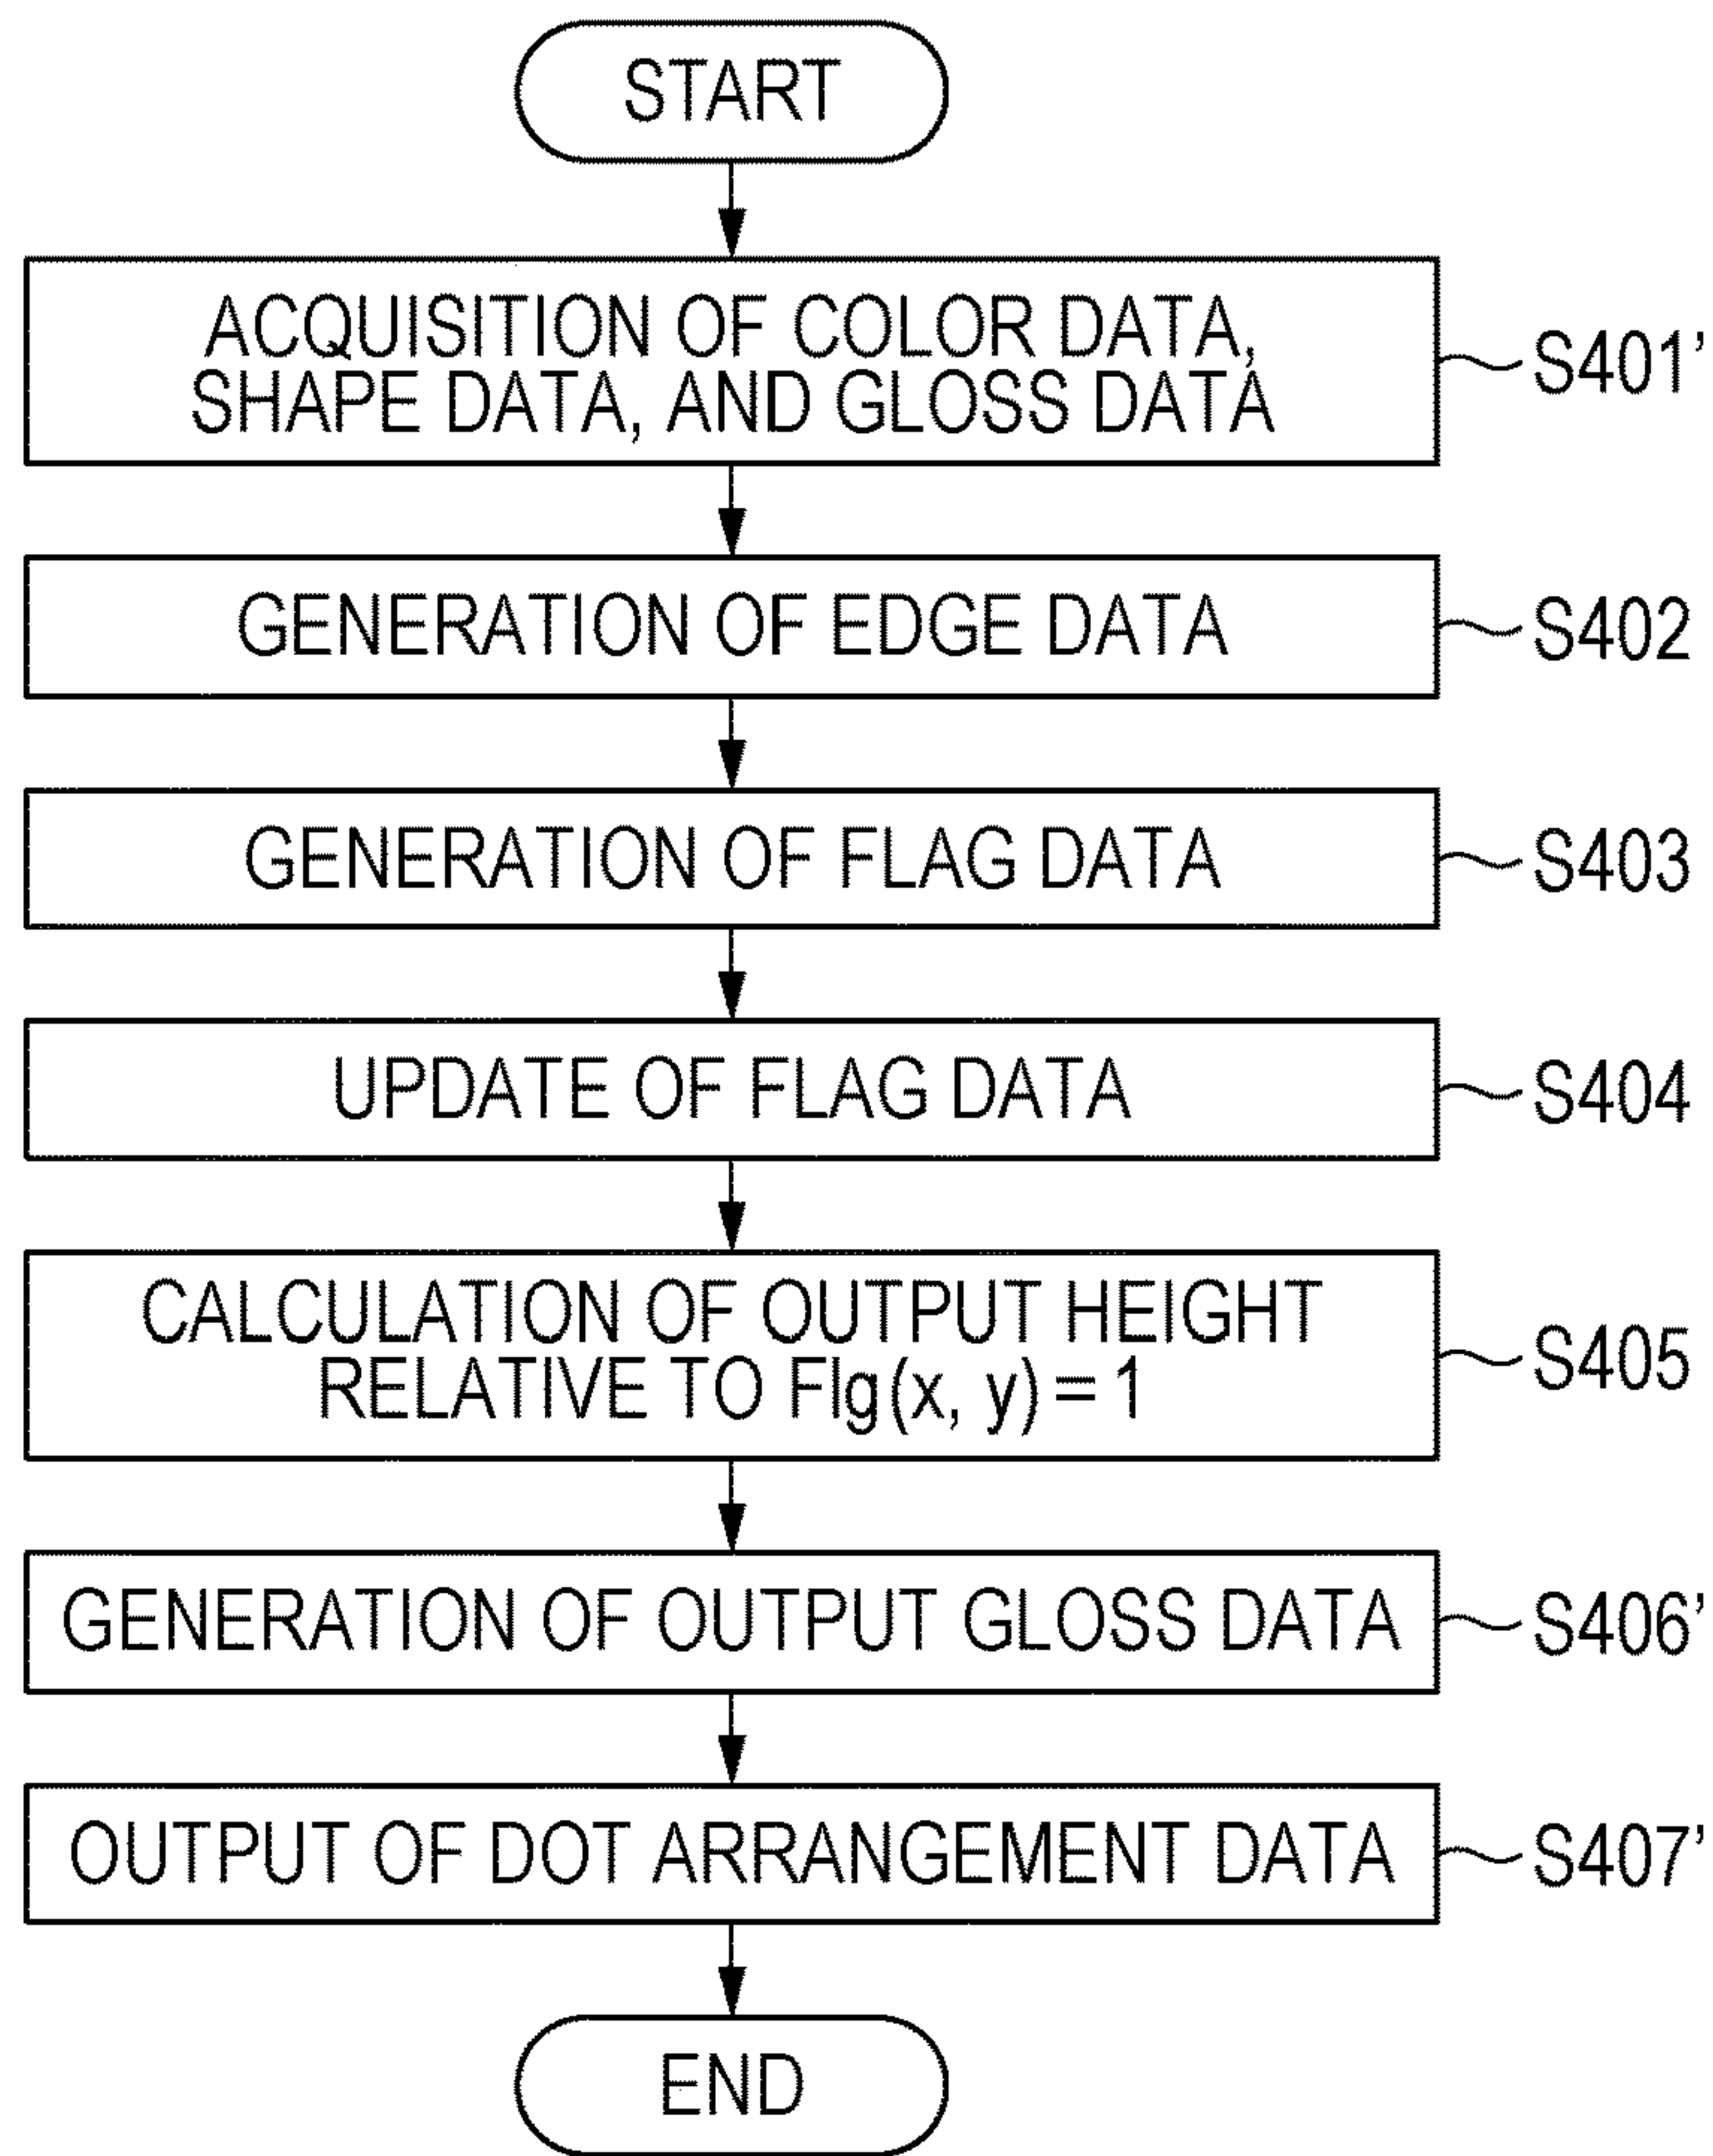 START
ACQUISITION OF COLOR DATA,
SHAPE DATA, AND GLOSS DATA
S401'
GENERATION OF EDGE DATA
S402
GENERATION OF FLAG DATA
S403
UPDATE OF FLAG DATA
S404
CALCULATION OF OUTPUT HEIGHT
RELATIVE TO Flg(x, y) = 1
S405
GENERATION OF OUTPUT GLOSS DATA
S406'
OUTPUT OF DOT ARRANGEMENT DATA
S407'
END